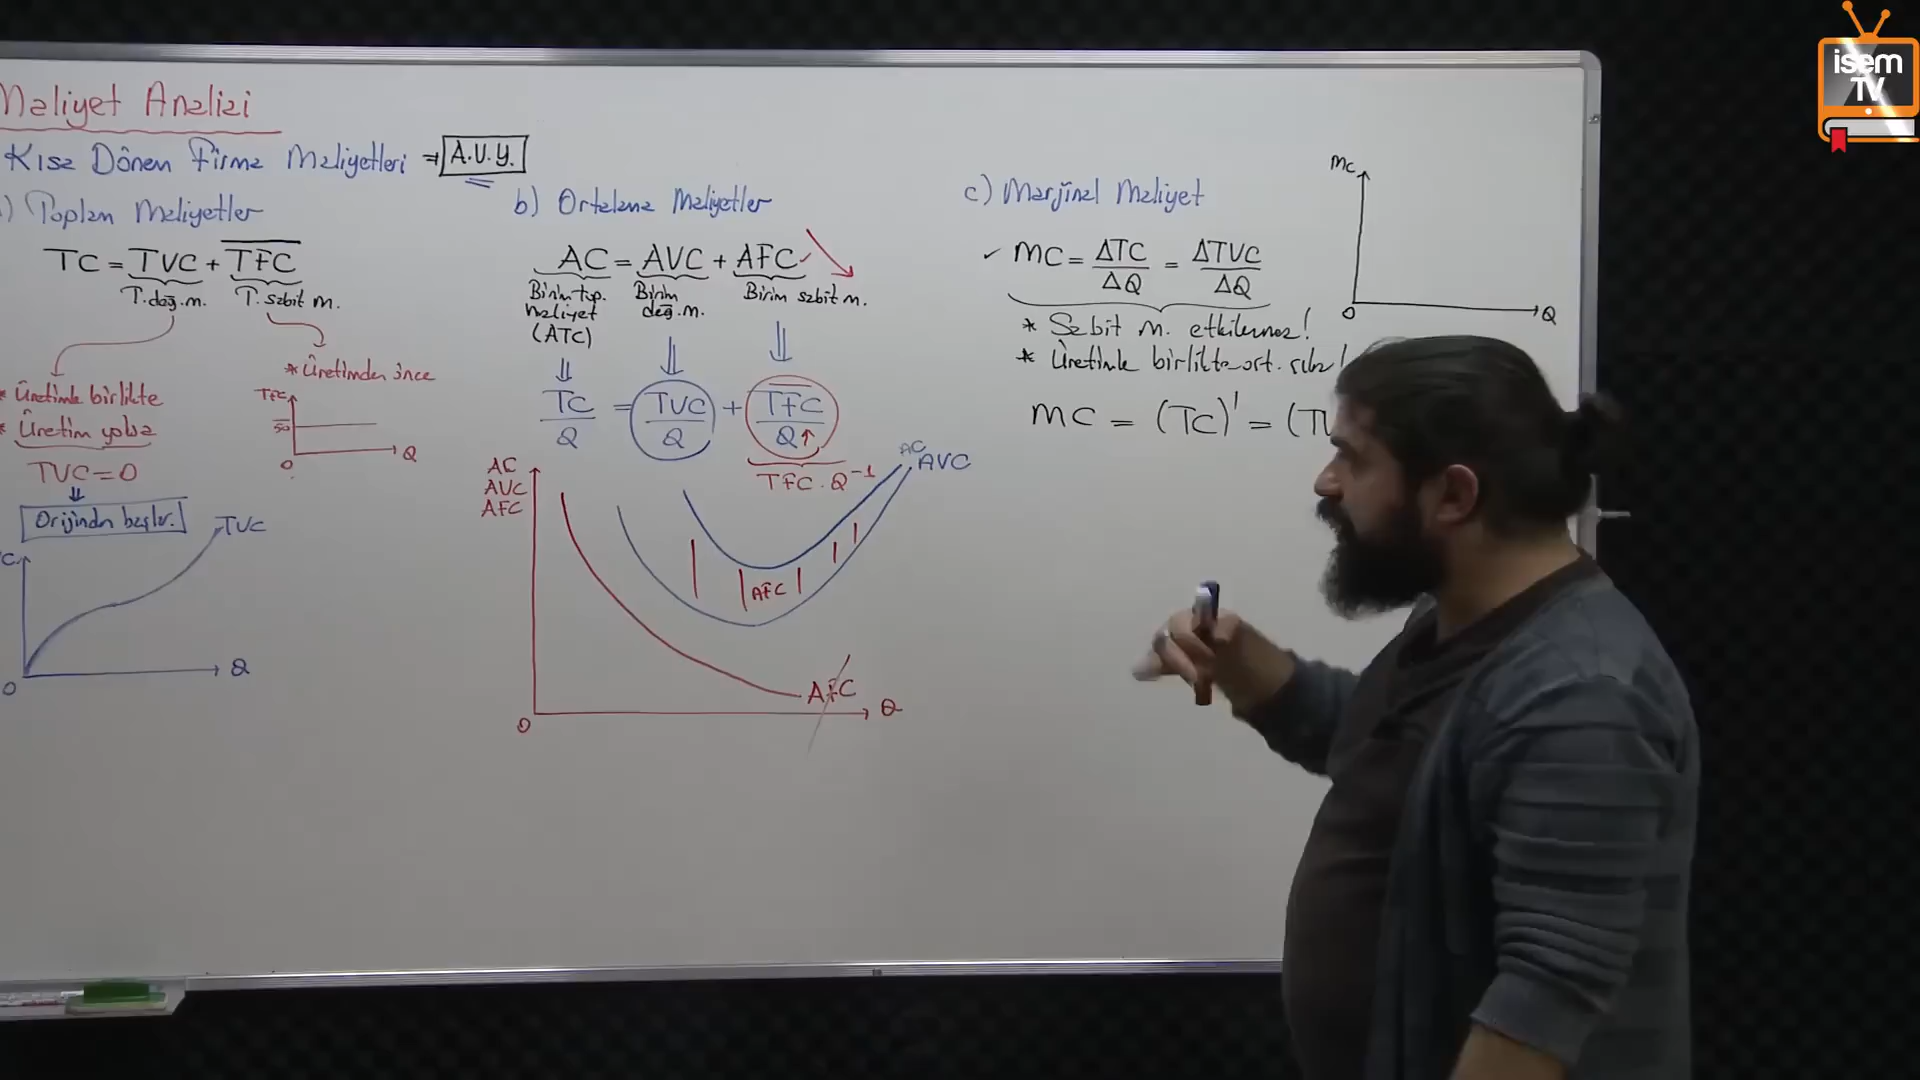 Maliyet Analizi
Kısa Dönem Firma Maliyetleri ⇒ A.V.Y.
) Toplam Maliyetler
TC = TVC + TFC
T.değ.m. T. sabit m.
* Üretimle birlikte
* Üretim yoksa
TVC = 0
⇓
Orijinden başlar.
TVC
C
0
Q
* Üretimden önce
TFC
50
0
Q
b) Ortalama Maliyetler
AC = AVC + AFC
Birim top. maliyet (ATC)
Birim değ. m.
Birim sabit m.
TC/Q = TVC/Q + TFC/Q↑
TFC . Q⁻¹
AC
AVC
AFC
AC
AVC
AFC
AFC
0
Q
c) Marjinal Maliyet
✓ MC = ΔTC/ΔQ = ΔTVC/ΔQ
* Sabit m. etkilemez!
* Üretimle birlikte ort. çıkar!
MC = (TC)' = (TV
MC
0
Q
isem
TV